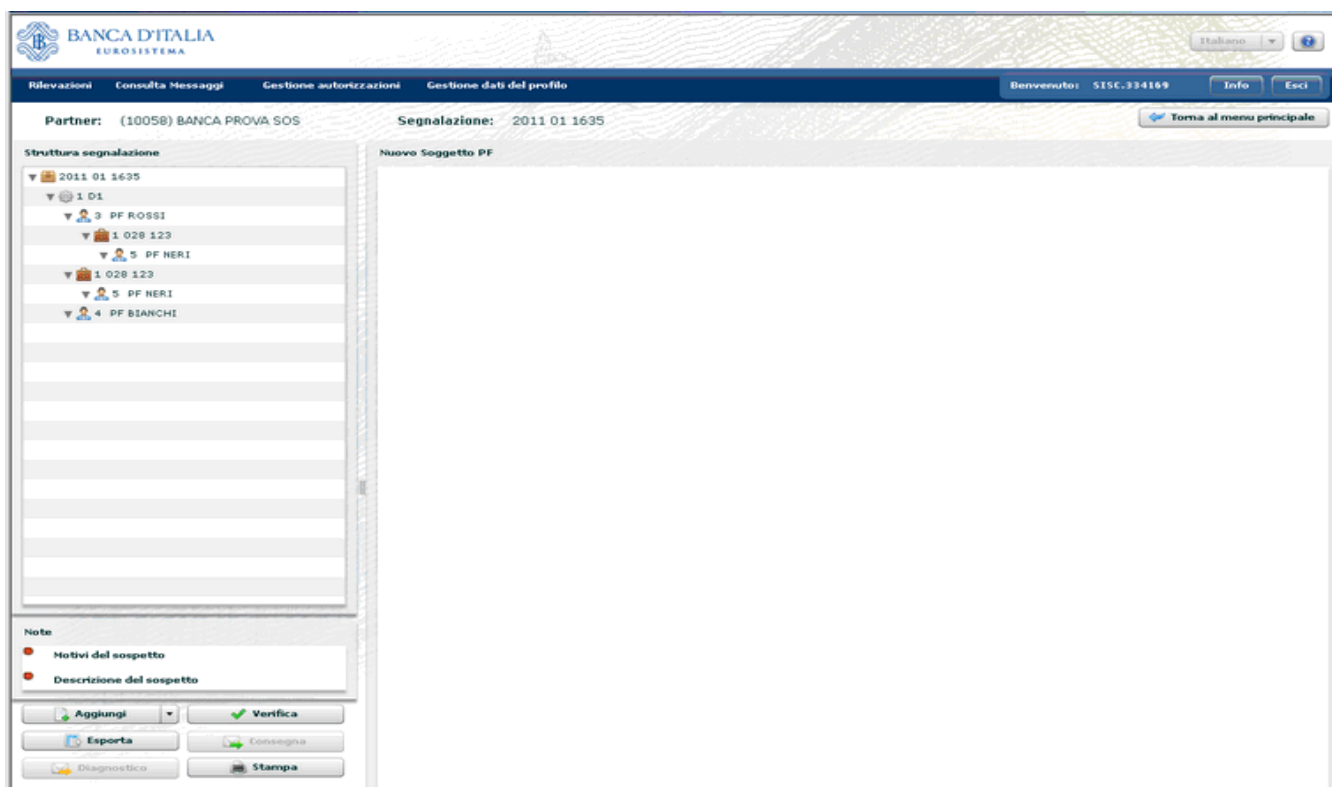 BANCA D'ITALIA
EUROSISTEMA
Italiano
Rilevazioni Consulta Messaggi Gestione autorizzazioni Gestione dati del profilo Benvenuto: SISC.334169 Info Esci
Partner: (10058) BANCA PROVA SOS Segnalazione: 2011 01 1635 Torna al menu principale
Struttura segnalazione Nuovo Soggetto PF
2011 01 1635
1 D1
3 PF ROSSI
1 028 123
5 PF NERI
1 028 123
5 PF NERI
4 PF BIANCHI
Note
Motivi del sospetto
Descrizione del sospetto
Aggiungi Verifica
Esporta Consegna
Diagnostico Stampa